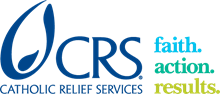 CRS®
CATHOLIC RELIEF SERVICES
faith.
action.
results.